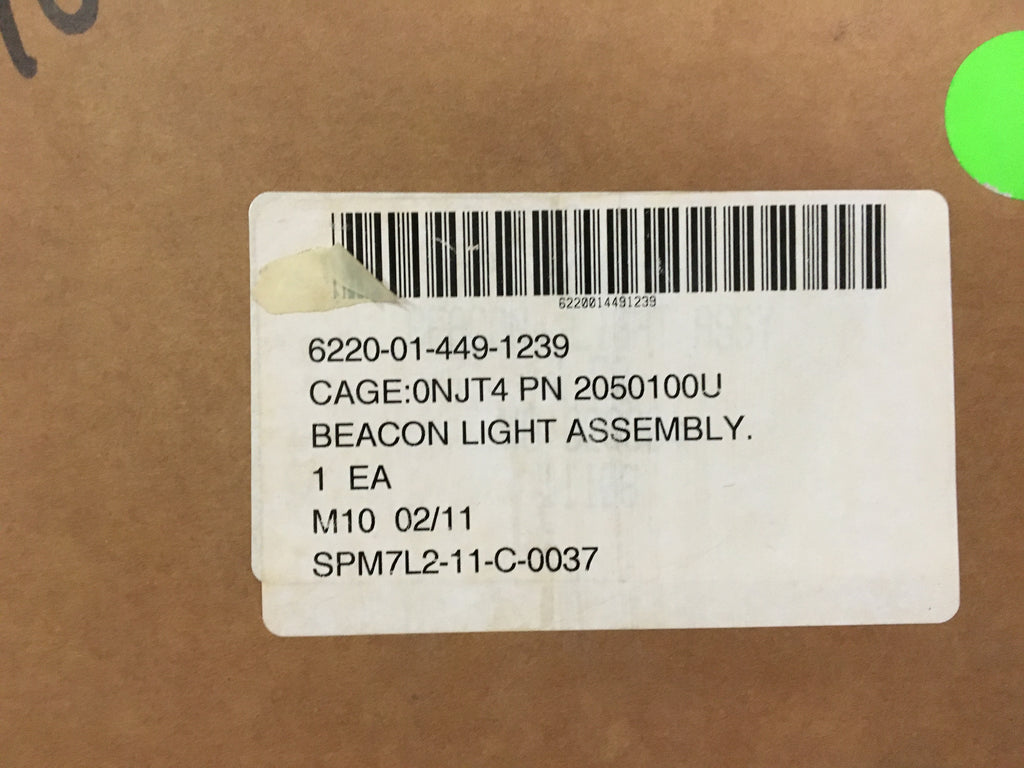 6220014491239
6220-01-449-1239
CAGE:0NJT4 PN 2050100U
BEACON LIGHT ASSEMBLY.
1 EA
M10 02/11
SPM7L2-11-C-0037